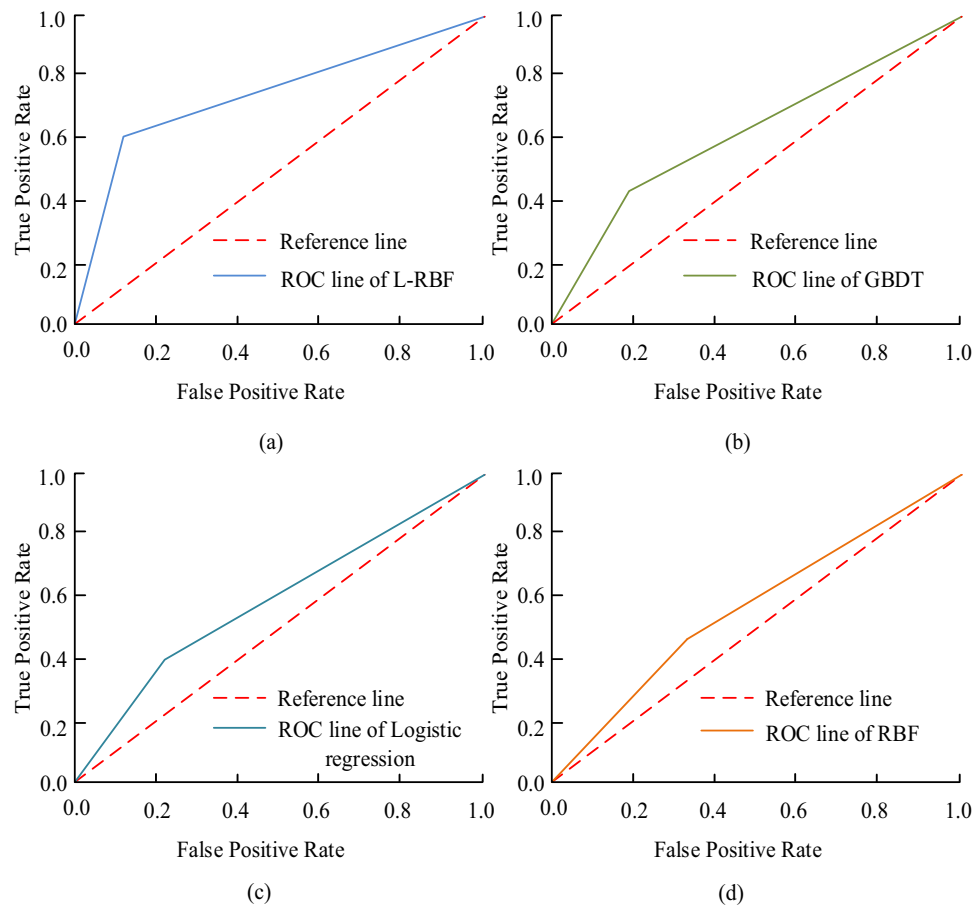 1.0
0.8
0.6
0.4
0.2
0.0
True Positive Rate
Reference line
ROC line of L-RBF
0.0 0.2 0.4 0.6 0.8 1.0
False Positive Rate
(a)
1.0
0.8
0.6
0.4
0.2
0.0
True Positive Rate
Reference line
ROC line of GBDT
0.0 0.2 0.4 0.6 0.8 1.0
False Positive Rate
(b)
1.0
0.8
0.6
0.4
0.2
0.0
True Positive Rate
Reference line
ROC line of Logistic
regression
0.0 0.2 0.4 0.6 0.8 1.0
False Positive Rate
(c)
1.0
0.8
0.6
0.4
0.2
0.0
True Positive Rate
Reference line
ROC line of RBF
0.0 0.2 0.4 0.6 0.8 1.0
False Positive Rate
(d)